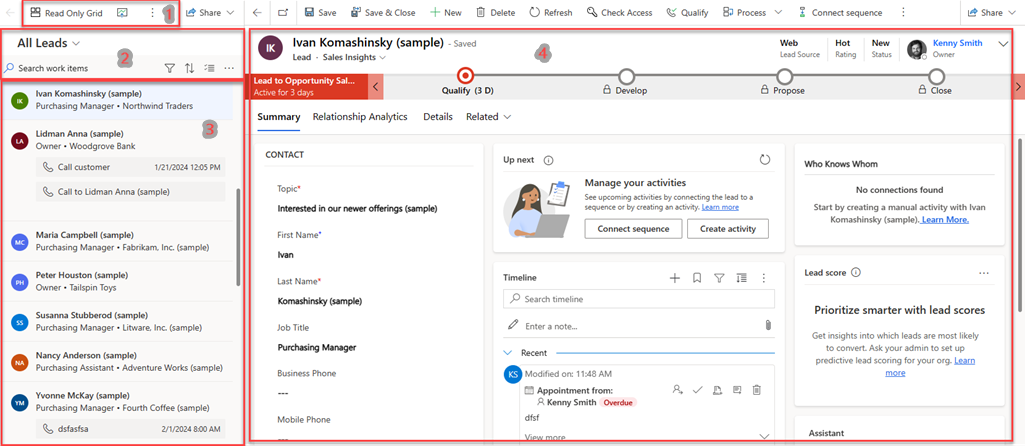 Read Only Grid
1
Share
Save
Save & Close
New
Delete
Refresh
Check Access
Qualify
Process
Connect sequence
Share
All Leads
2
Search work items
IK
Ivan Komashinsky (sample)
Purchasing Manager • Northwind Traders
3
LA
Lidman Anna (sample)
Owner • Woodgrove Bank
Call customer 1/21/2024 12:05 PM
Call to Lidman Anna (sample)
MC
Maria Campbell (sample)
Purchasing Manager • Fabrikam, Inc. (sample)
PH
Peter Houston (sample)
Owner • Tailspin Toys
SS
Susanna Stubberod (sample)
Purchasing Manager • Litware, Inc. (sample)
NA
Nancy Anderson (sample)
Purchasing Assistant • Adventure Works (sample)
YM
Yvonne McKay (sample)
Purchasing Manager • Fourth Coffee (sample)
dsfasfsa 2/1/2024 8:00 AM
IK
Ivan Komashinsky (sample) - Saved
Lead • Sales Insights
4
Web
Lead Source
Hot
Rating
New
Status
Kenny Smith
Owner
Lead to Opportunity Sal...
Active for 3 days
Qualify (3 D)
Develop
Propose
Close
Summary
Relationship Analytics
Details
Related
CONTACT
Topic*
Interested in our newer offerings (sample)
First Name*
Ivan
Last Name*
Komashinsky (sample)
Job Title
Purchasing Manager
Business Phone
---
Mobile Phone
---
Up next
Manage your activities
See upcoming activities by connecting the lead to a
sequence or by creating an activity. Learn more
Connect sequence
Create activity
Timeline
Search timeline
Enter a note...
Recent
KS
Modified on: 11:48 AM
Appointment from:
Kenny Smith Overdue
dfsf
View more
Who Knows Whom
No connections found
Start by creating a manual activity with Ivan
Komashinsky (sample). Learn More.
Lead score
Prioritize smarter with lead scores
Get insights into which leads are most likely
to convert. Ask your admin to set up
predictive lead scoring for your org. Learn
more
Assistant